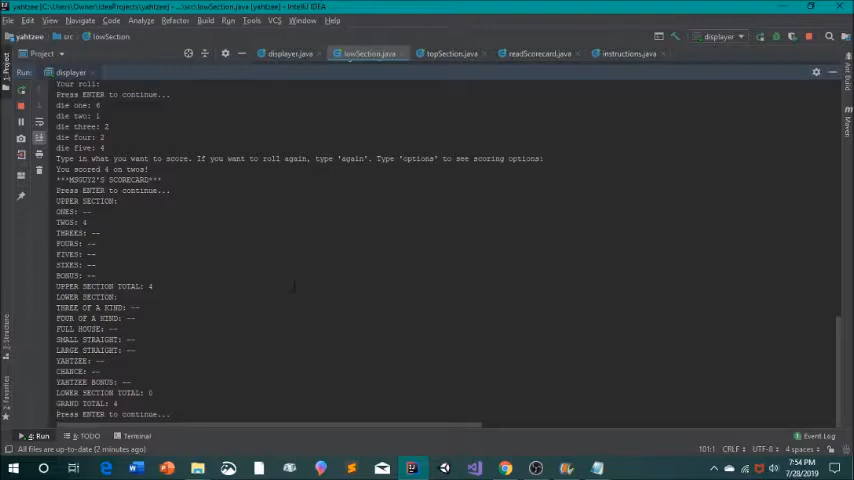 yahtzee [C:\Users\Owner\IdeaProjects\yahtzee] - ...\src\lowSection.java [yahtzee] - IntelliJ IDEA
File Edit View Navigate Code Analyze Refactor Build Run Tools VCS Window Help
yahtzee src lowSection displayer
Project displayer.java lowSection.java topSection.java readScorecard.java instructions.java
Run: displayer
1: Project
Ant Build
Maven
Z: Structure
2: Favorites
Your roll:
Press ENTER to continue...
die one: 6
die two: 1
die three: 2
die four: 2
die five: 4
Type in what you want to score. If you want to roll again, type 'again'. Type 'options' to see scoring options:
You scored 4 on twos!
***MSGUY2'S SCORECARD***
Press ENTER to continue...
UPPER SECTION:
ONES: --
TWOS: 4
THREES: --
FOURS: --
FIVES: --
SIXES: --
BONUS: --
UPPER SECTION TOTAL: 4
LOWER SECTION:
THREE OF A KIND: --
FOUR OF A KIND: --
FULL HOUSE: --
SMALL STRAIGHT: --
LARGE STRAIGHT: --
YAHTZEE: --
CHANCE: --
YAHTZEE BONUS: --
LOWER SECTION TOTAL: 0
GRAND TOTAL: 4
Press ENTER to continue...
4: Run 6: TODO Terminal Event Log
All files are up-to-date (2 minutes ago) 101:1 CRLF UTF-8 4 spaces
7:54 PM
7/28/2019